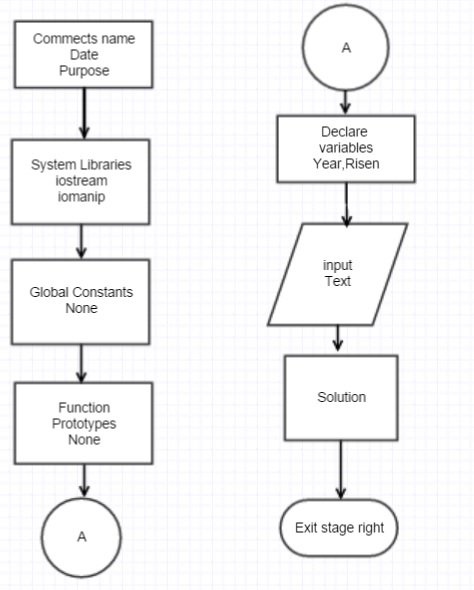 Commects name
Date
Purpose
System Libraries
iostream
iomanip
Global Constants
None
Function
Prototypes
None
A
A
Declare
variables
Year,Risen
input
Text
Solution
Exit stage right